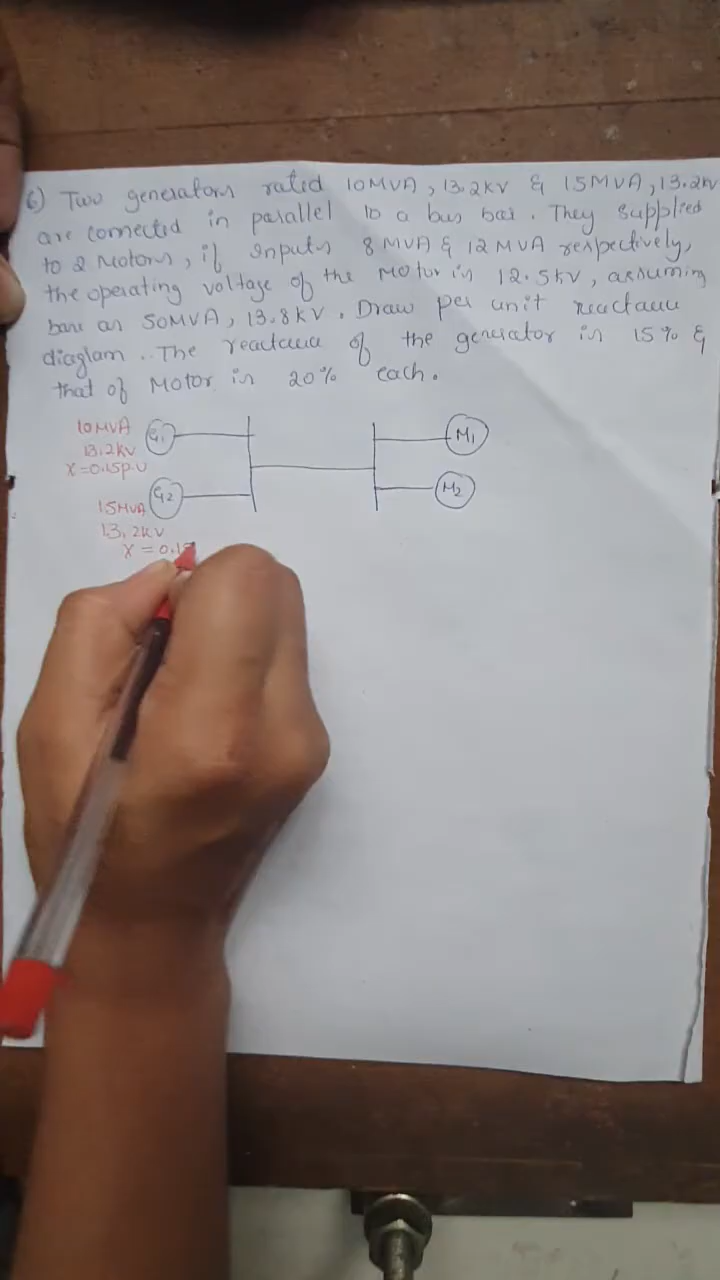 6) Two generators rated 10MVA, 13.2KV & 15MVA, 13.2KV
are connected in parallel to a bus bar. They supplied
to 2 Motors, if Inputs 8 MVA & 12 MVA respectively,
the operating voltage of the Motor is 12.5KV, assuming
base as 50MVA, 13.8KV. Draw per unit reactance
diaglam.. The reactance of the generator is 15% &
that of Motor is 20% each.
10MVA
13.2KV
X=0.15p.u
G1
M1
15MVA
13.2KV
X = 0.15
G2
M2